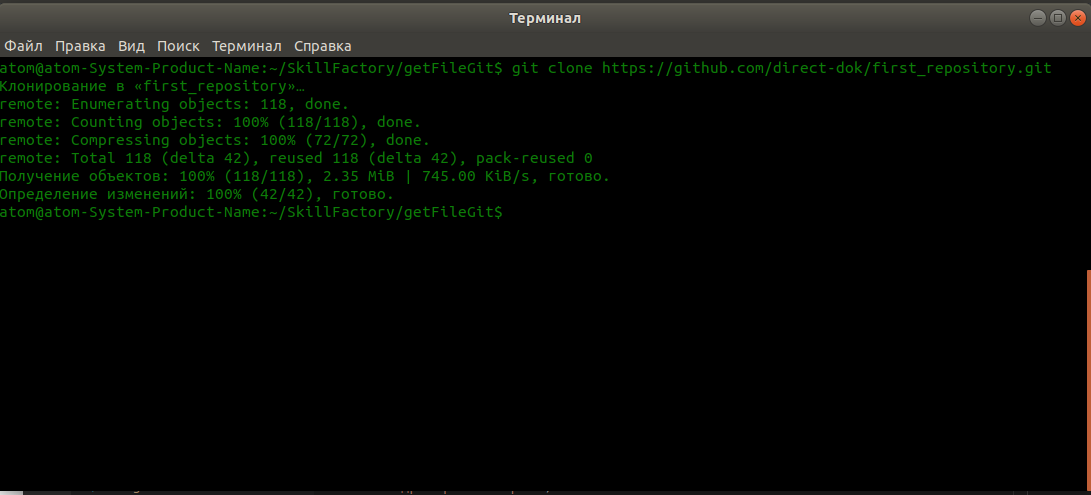 Терминал
Файл Правка Вид Поиск Терминал Справка
atom@atom-System-Product-Name:~/SkillFactory/getFileGit$ git clone https://github.com/direct-dok/first_repository.git
Клонирование в «first_repository»…
remote: Enumerating objects: 118, done.
remote: Counting objects: 100% (118/118), done.
remote: Compressing objects: 100% (72/72), done.
remote: Total 118 (delta 42), reused 118 (delta 42), pack-reused 0
Получение объектов: 100% (118/118), 2.35 MiB | 745.00 KiB/s, готово.
Определение изменений: 100% (42/42), готово.
atom@atom-System-Product-Name:~/SkillFactory/getFileGit$